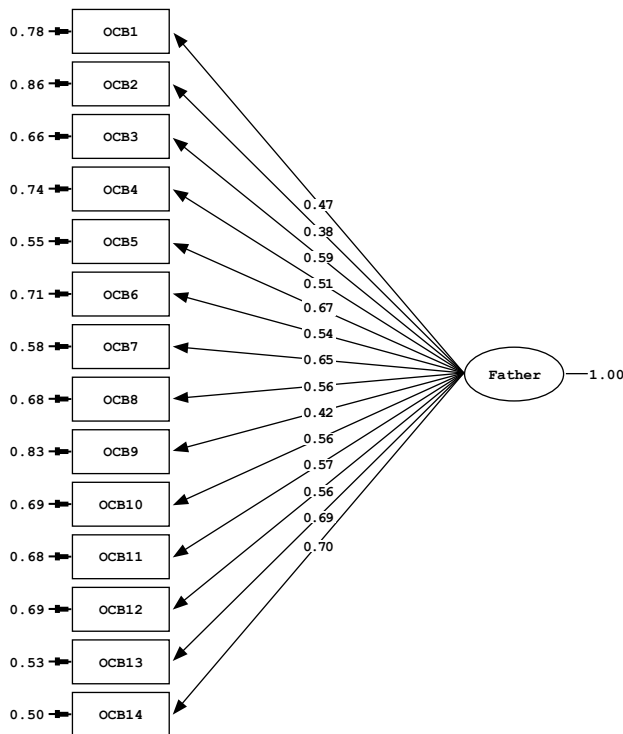 0.78 OCB1
0.86 OCB2
0.66 OCB3
0.74 OCB4
0.47
0.55 OCB5
0.38
0.59
0.51
0.71 OCB6
0.67
0.54
0.58 OCB7
0.65
Father 1.00
0.56
0.68 OCB8
0.42
0.56
0.83 OCB9
0.57
0.56
0.69 OCB10
0.69
0.70
0.68 OCB11
0.69 OCB12
0.53 OCB13
0.50 OCB14